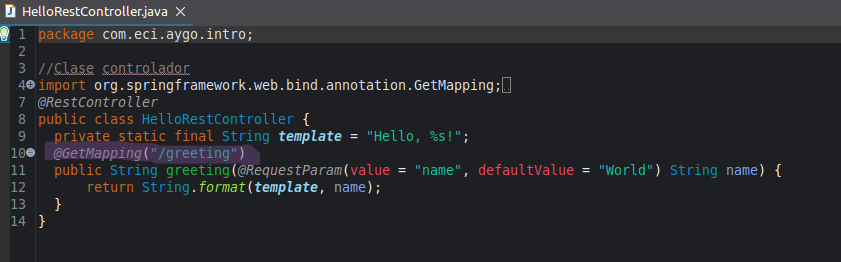 HelloRestController.java
1 package com.eci.aygo.intro;
2
3 //Clase controlador
4 import org.springframework.web.bind.annotation.GetMapping;
7 @RestController
8 public class HelloRestController {
9 private static final String template = "Hello, %s!";
10 @GetMapping("/greeting")
11 public String greeting(@RequestParam(value = "name", defaultValue = "World") String name) {
12 return String.format(template, name);
13 }
14 }